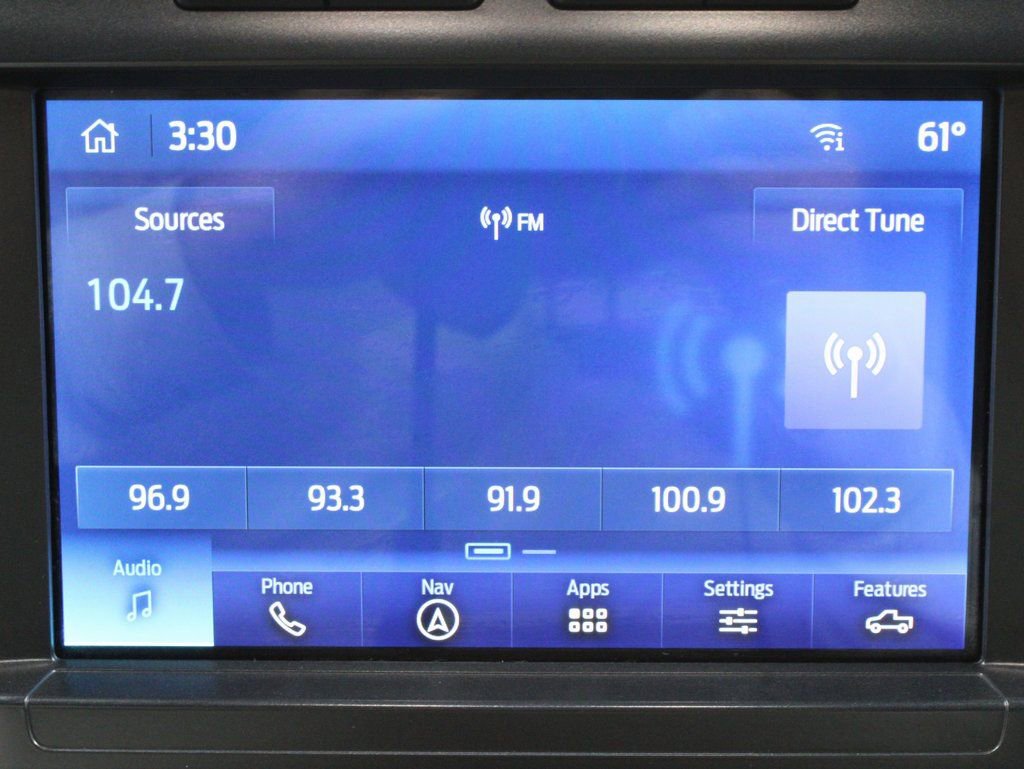 3:30 61°
Sources FM Direct Tune
104.7
96.9 93.3 91.9 100.9 102.3
Audio Phone Nav Apps Settings Features